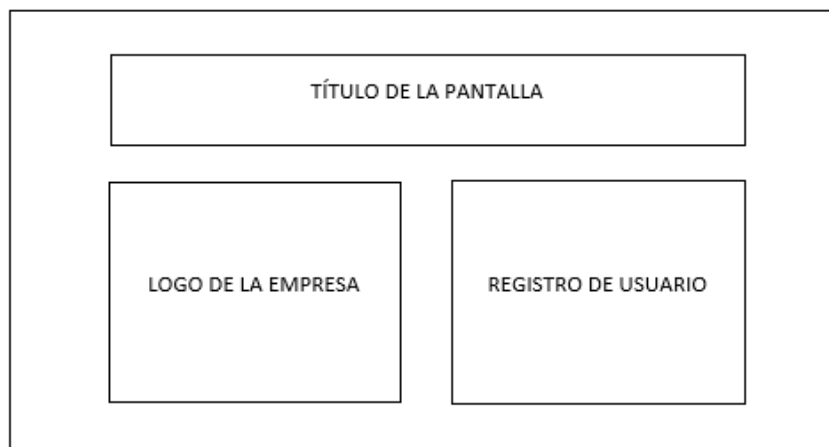 TÍTULO DE LA PANTALLA
LOGO DE LA EMPRESA
REGISTRO DE USUARIO